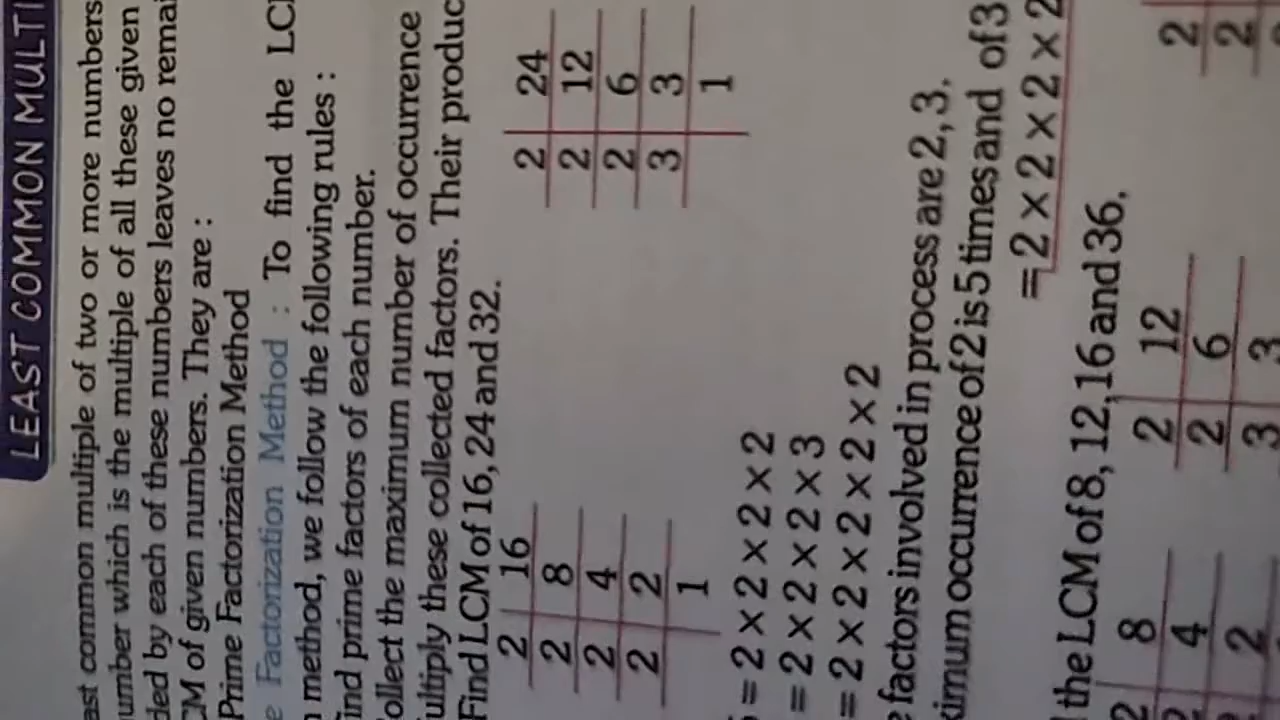 LEAST COMMON MULTI
ast common multiple of two or more numbers
umber which is the multiple of all these given
ded by each of these numbers leaves no remai
CM of given numbers. They are :
Prime Factorization Method
e Factorization Method : To find the LC
method, we follow the following rules :
ind prime factors of each number.
ollect the maximum number of occurrence
ultiply these collected factors. Their produc
Find LCM of 16, 24 and 32.
2 16 2 24
2 8 2 12
2 4 2 6
2 2 3 3
1 1
= 2 × 2 × 2 × 2
= 2 × 2 × 2 × 3
= 2 × 2 × 2 × 2 × 2
factors involved in process are 2, 3.
ximum occurrence of 2 is 5 times and of 3
= 2 × 2 × 2 × 2
the LCM of 8, 12, 16 and 36.
2 8 2 12 2
4 2 6 2
2 3 3